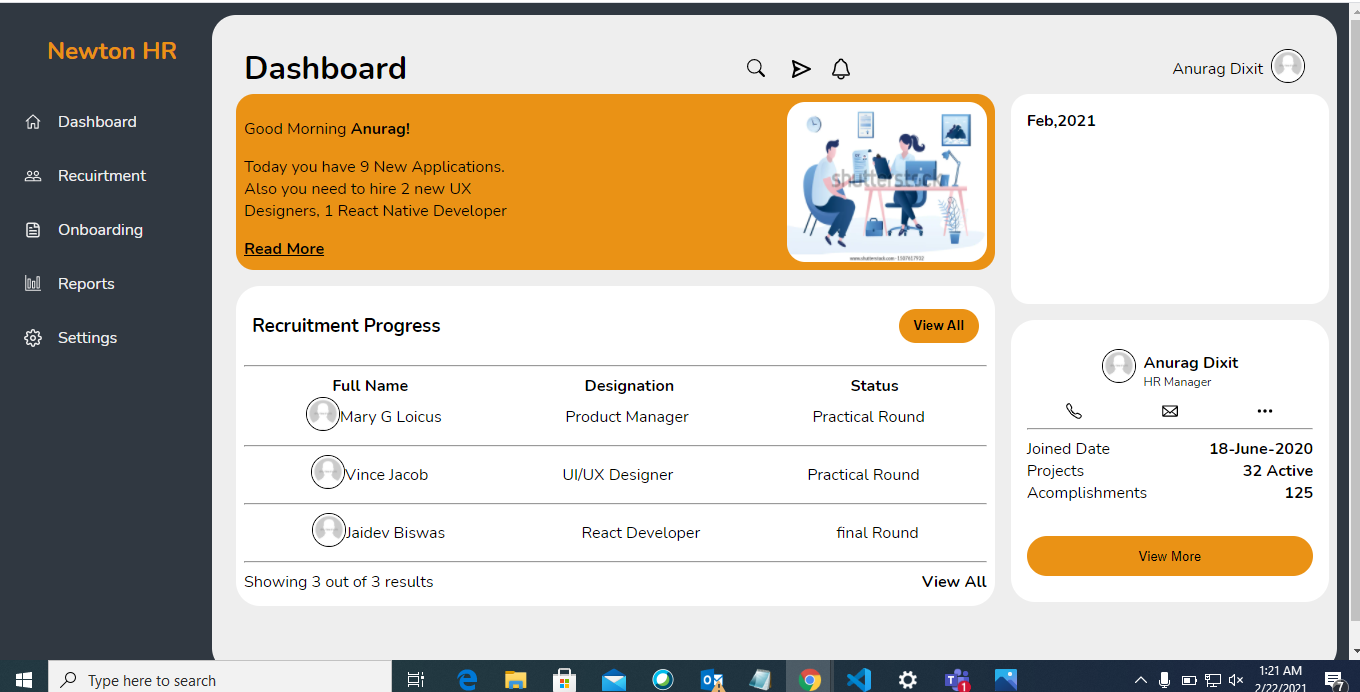 Newton HR
Dashboard
Recuirtment
Onboarding
Reports
Settings
Dashboard
Anurag Dixit
Good Morning Anurag!
Today you have 9 New Applications.
Also you need to hire 2 new UX
Designers, 1 React Native Developer
Read More
shutterstock
www.shutterstock.com · 1507617932
Feb,2021
Recruitment Progress
View All
Full Name Designation Status
Mary G Loicus Product Manager Practical Round
Vince Jacob UI/UX Designer Practical Round
Jaidev Biswas React Developer final Round
Showing 3 out of 3 results View All
Anurag Dixit
HR Manager
Joined Date 18-June-2020
Projects 32 Active
Acomplishments 125
View More
Type here to search
1
1:21 AM
2/22/2021
7